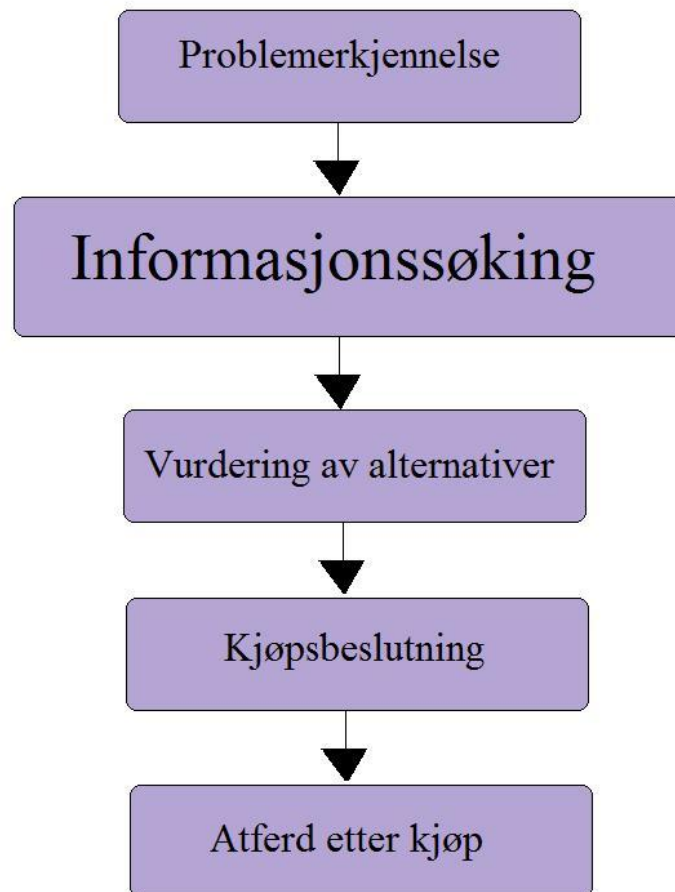 Problemerkjennelse
Informasjonssøking
Vurdering av alternativer
Kjøpsbeslutning
Atferd etter kjøp